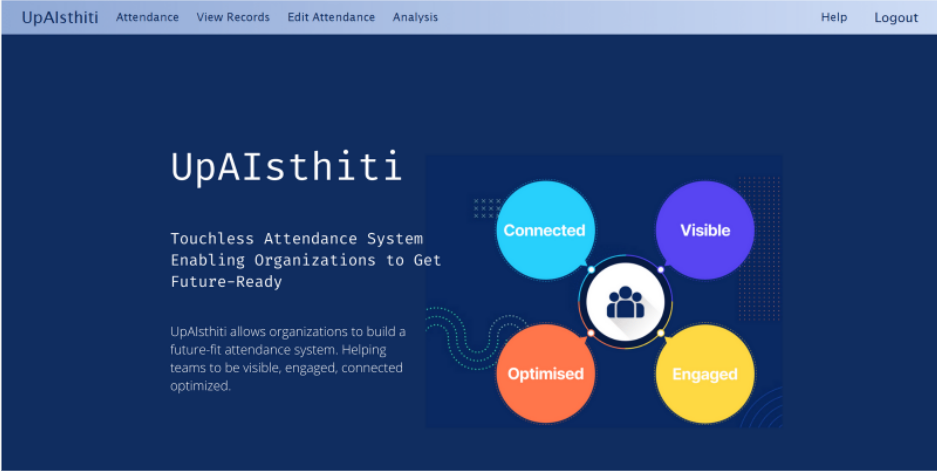 UpAIsthiti Attendance View Records Edit Attendance Analysis Help Logout
UpAIsthiti
Touchless Attendance System
Enabling Organizations to Get
Future-Ready
UpAIsthiti allows organizations to build a
future-fit attendance system. Helping
teams to be visible, engaged, connected
optimized.
Connected Visible
Optimised Engaged